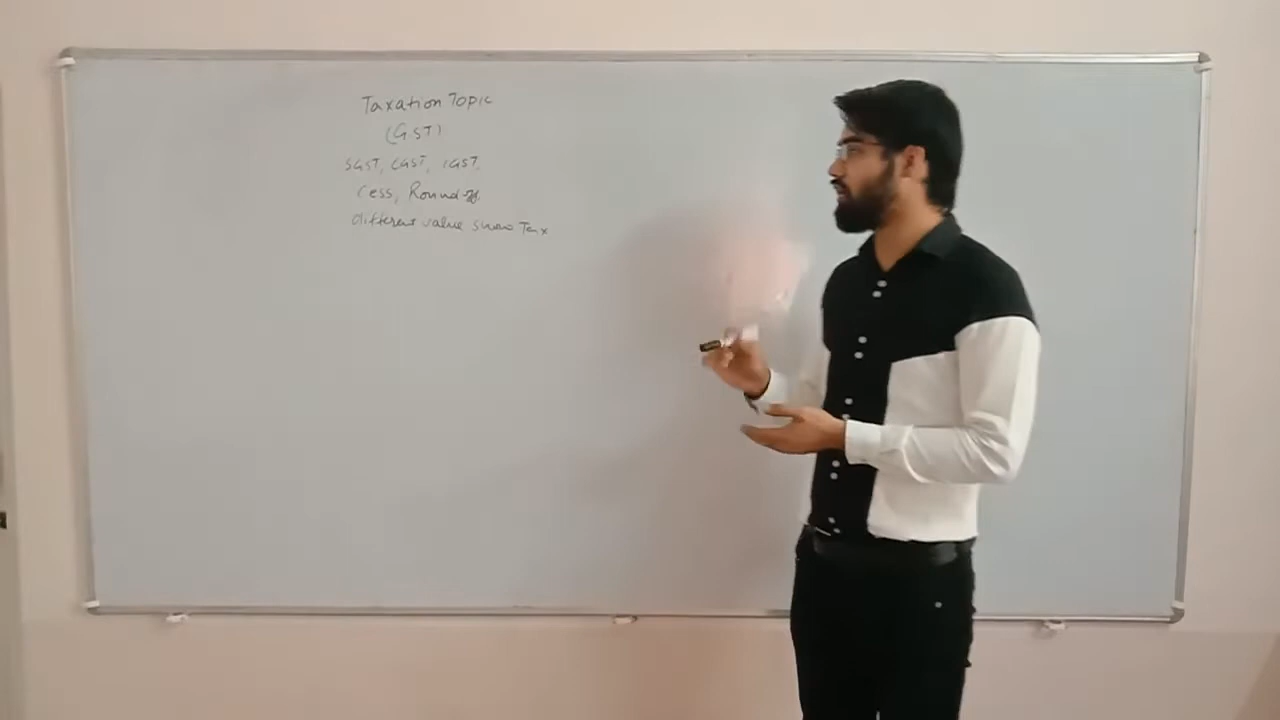 Taxation Topic
(GST)
SGST, CGST, IGST.
Cess, Round off.
different value show Tax